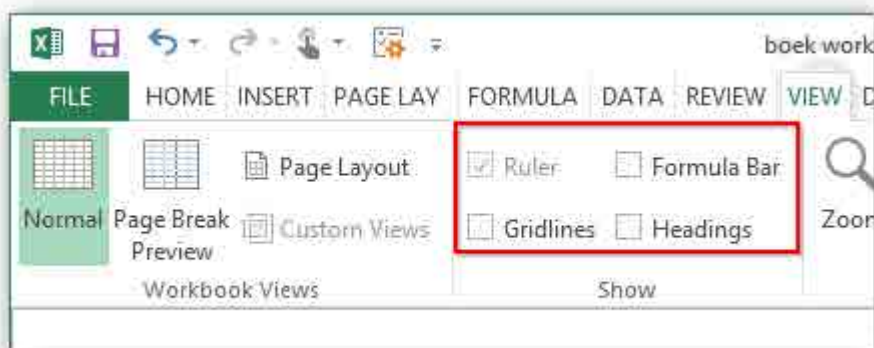 boek work
FILE HOME INSERT PAGE LAY FORMULA DATA REVIEW VIEW D
Page Layout Ruler Formula Bar
Normal Page Break Preview Custom Views Gridlines Headings Zoor
Workbook Views Show